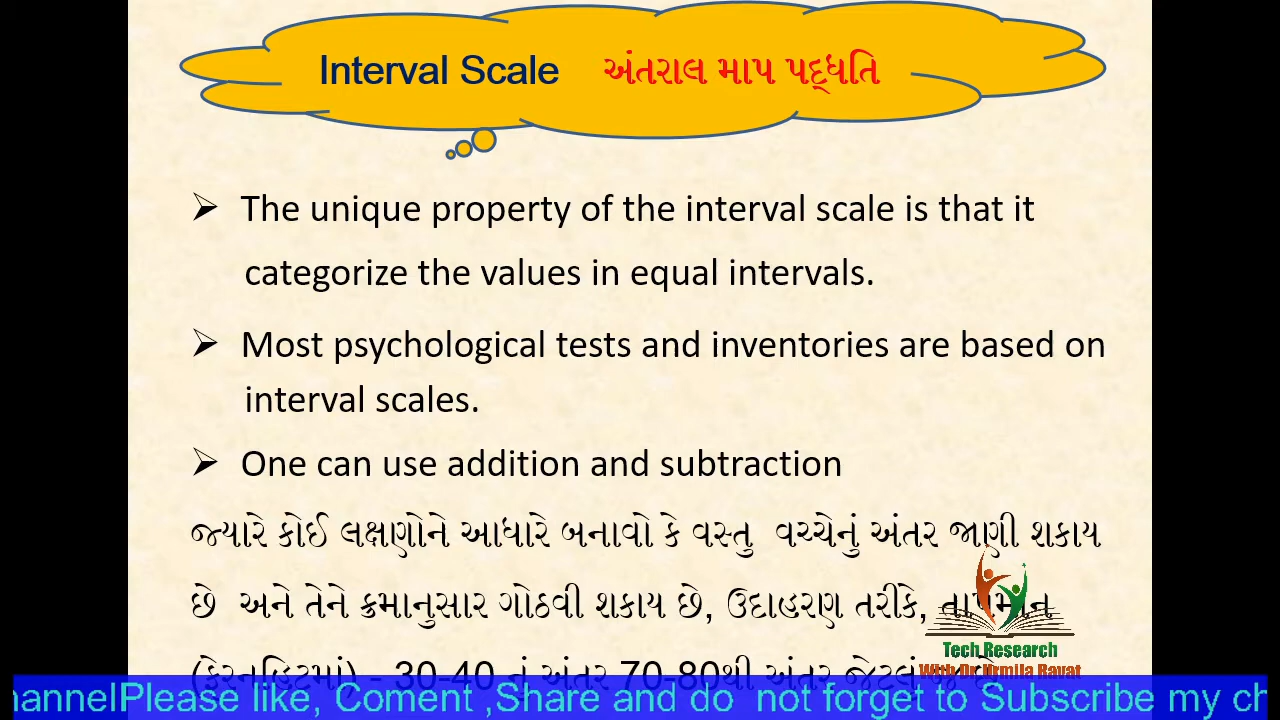 Interval Scale અંતરાલ માપ પદ્ધતિ
➢ The unique property of the interval scale is that it
categorize the values in equal intervals.
➢ Most psychological tests and inventories are based on
interval scales.
➢ One can use addition and subtraction
જ્યારે કોઈ લક્ષણોને આધારે બનાવો કે વસ્તુ વચ્ચેનું અંતર જાણી શકાય
છે અને તેને ક્રમાનુસાર ગોઠવી શકાય છે, ઉદાહરણ તરીકે, તાપમાન
- 30-40 નું અંતર 70-80થી અંતર જેટલું
Tech Research
With Dr Urmila Ravat
hannelPlease like, Coment ,Share and do not forget to Subscribe my ch